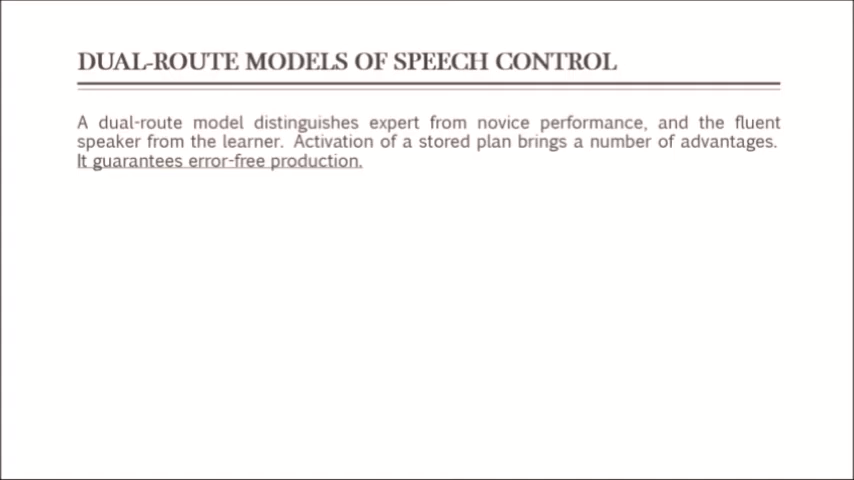 DUAL-ROUTE MODELS OF SPEECH CONTROL
A dual-route model distinguishes expert from novice performance, and the fluent
speaker from the learner. Activation of a stored plan brings a number of advantages.
It guarantees error-free production.